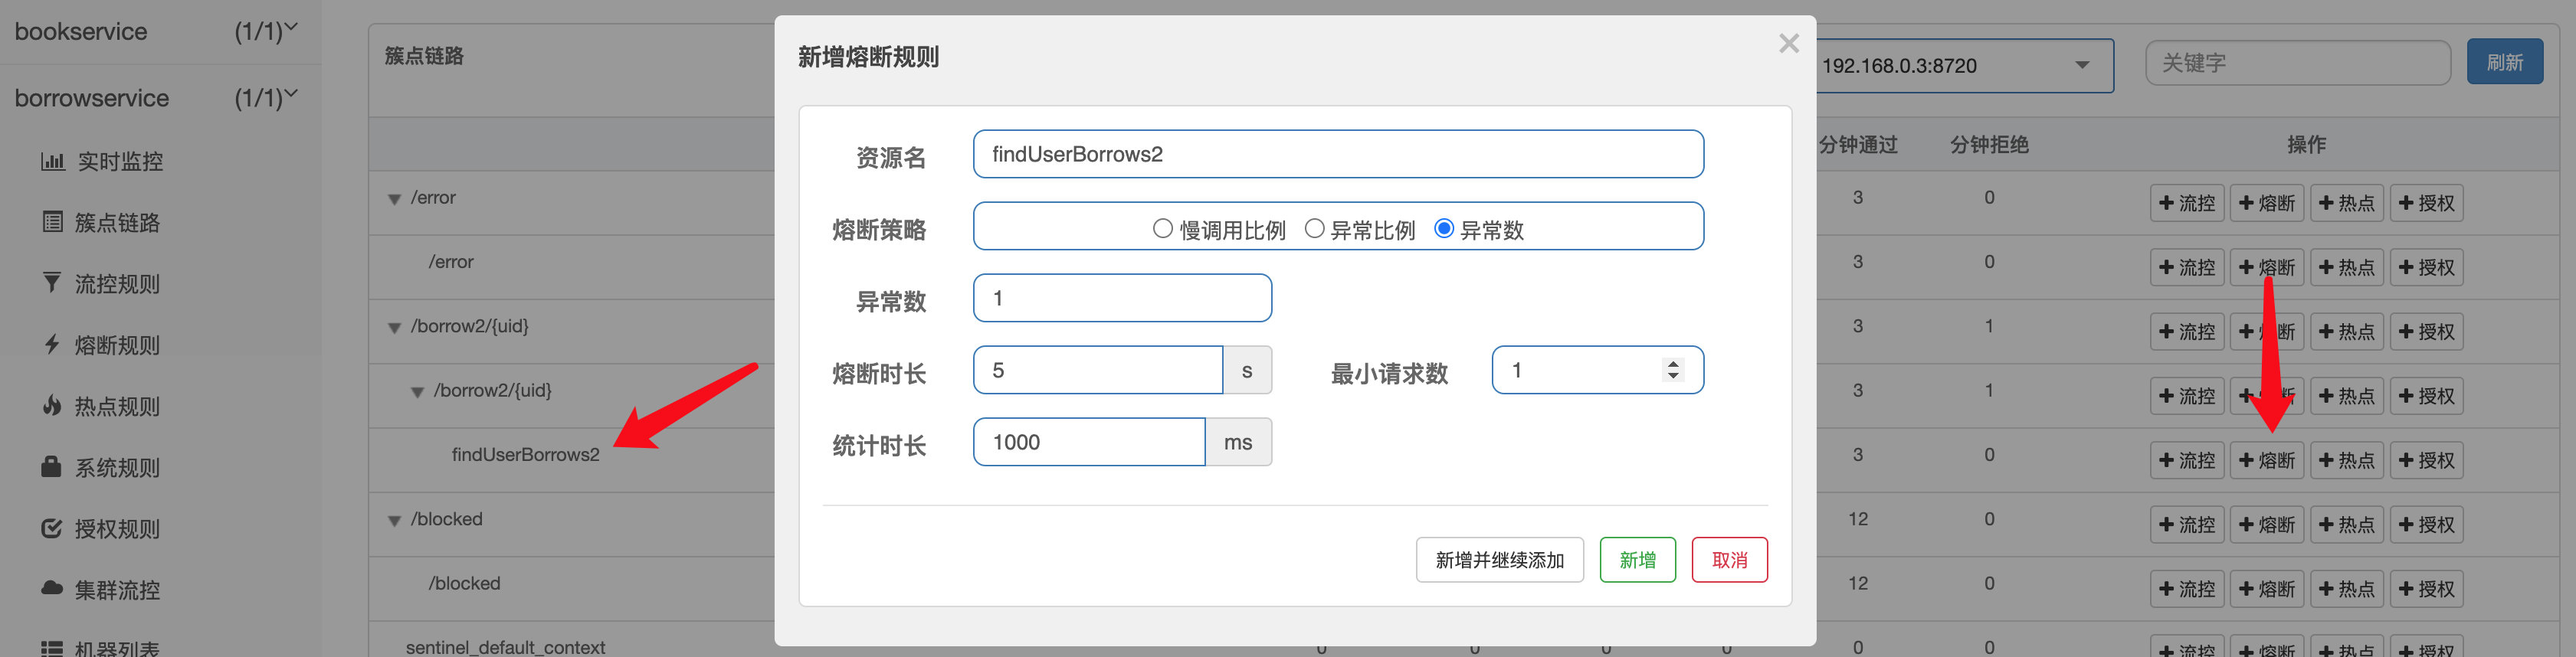 bookservice (1/1)
borrowservice (1/1)
实时监控
簇点链路
流控规则
熔断规则
热点规则
系统规则
授权规则
集群流控
机器列表
簇点链路
192.168.0.3:8720
关键字
刷新
分钟通过 分钟拒绝 操作
/error 3 0 流控 熔断 热点 授权
/error 3 0 流控 熔断 热点 授权
/borrow2/{uid} 3 1 流控 熔断 热点 授权
/borrow2/{uid} 3 1 流控 熔断 热点 授权
findUserBorrows2 3 0 流控 熔断 热点 授权
/blocked 12 0 流控 熔断 热点 授权
/blocked 12 0 流控 熔断 热点 授权
sentinel_default_context 0 0 0 0 0 0 流控 熔断 热点 授权
新增熔断规则
资源名 findUserBorrows2
熔断策略 慢调用比例 异常比例 异常数
异常数 1
熔断时长 5 s 最小请求数 1
统计时长 1000 ms
新增并继续添加 新增 取消